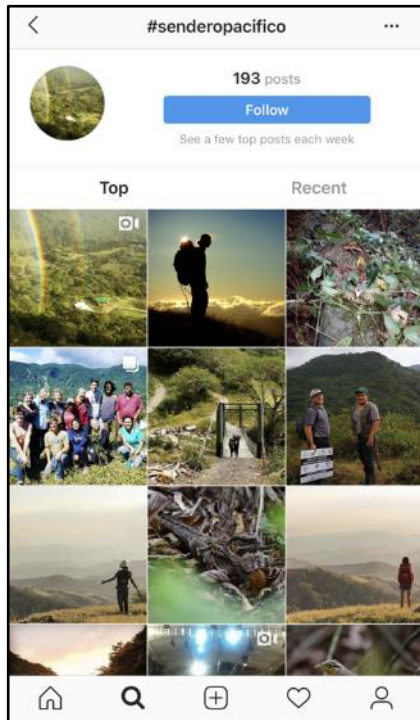 #senderopacifico
193 posts
Follow
See a few top posts each week
Top Recent